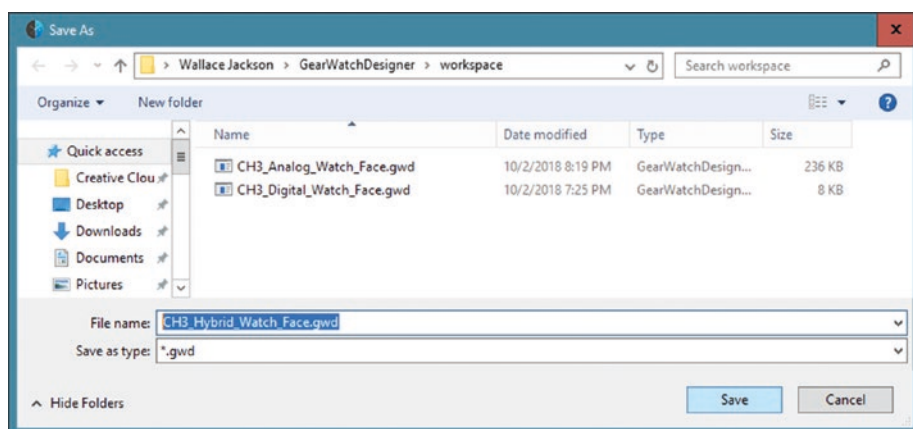 Save As
Wallace Jackson > GearWatchDesigner > workspace Search workspace
Organize New folder ?
Name Date modified Type Size
Quick access
CH3_Analog_Watch_Face.gwd 10/2/2018 8:19 PM GearWatchDesign... 236 KB
Creative Clou
CH3_Digital_Watch_Face.gwd 10/2/2018 7:25 PM GearWatchDesign... 8 KB
Desktop
Downloads
Documents
Pictures
File name: CH3_Hybrid_Watch_Face.gwd
Save as type: *.gwd
Hide Folders Save Cancel